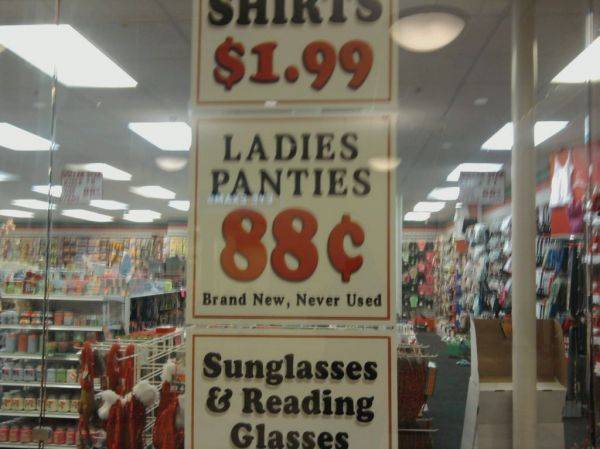 SHIRTS
$1.99
LADIES
PANTIES
88¢
Brand New, Never Used
Sunglasses
& Reading
Glasses